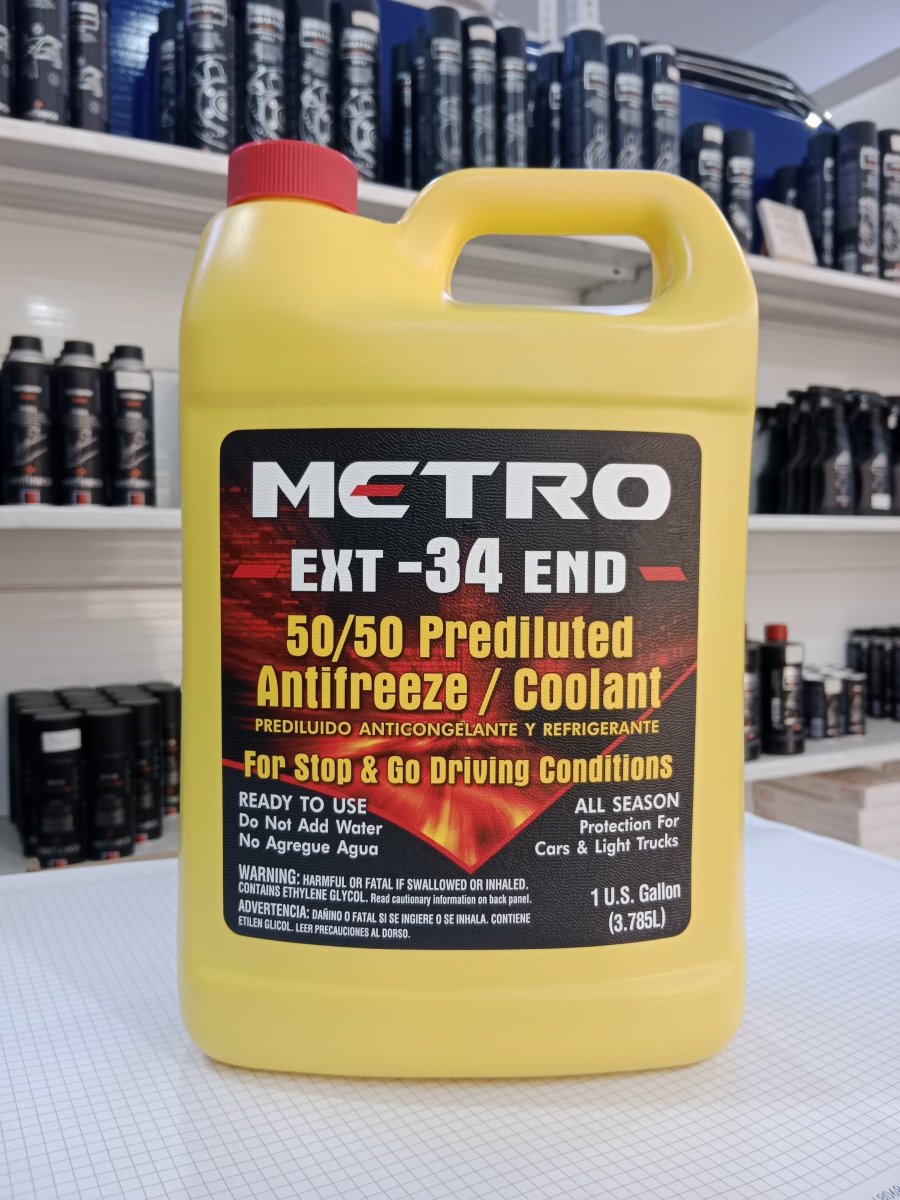 METRO
EXT -34 END
50/50 Prediluted
Antifreeze / Coolant
PREDILUIDO ANTICONGELANTE Y REFRIGERANTE
For Stop & Go Driving Conditions
READY TO USE
Do Not Add Water
No Agregue Agua
ALL SEASON
Protection For
Cars & Light Trucks
WARNING: HARMFUL OR FATAL IF SWALLOWED OR INHALED.
CONTAINS ETHYLENE GLYCOL. Read cautionary information on back panel.
ADVERTENCIA: DAÑINO O FATAL SI SE INGIERE O SE INHALA. CONTIENE
ETILEN GLICOL. LEER PRECAUCIONES AL DORSO.
1 U.S. Gallon
(3.785L)